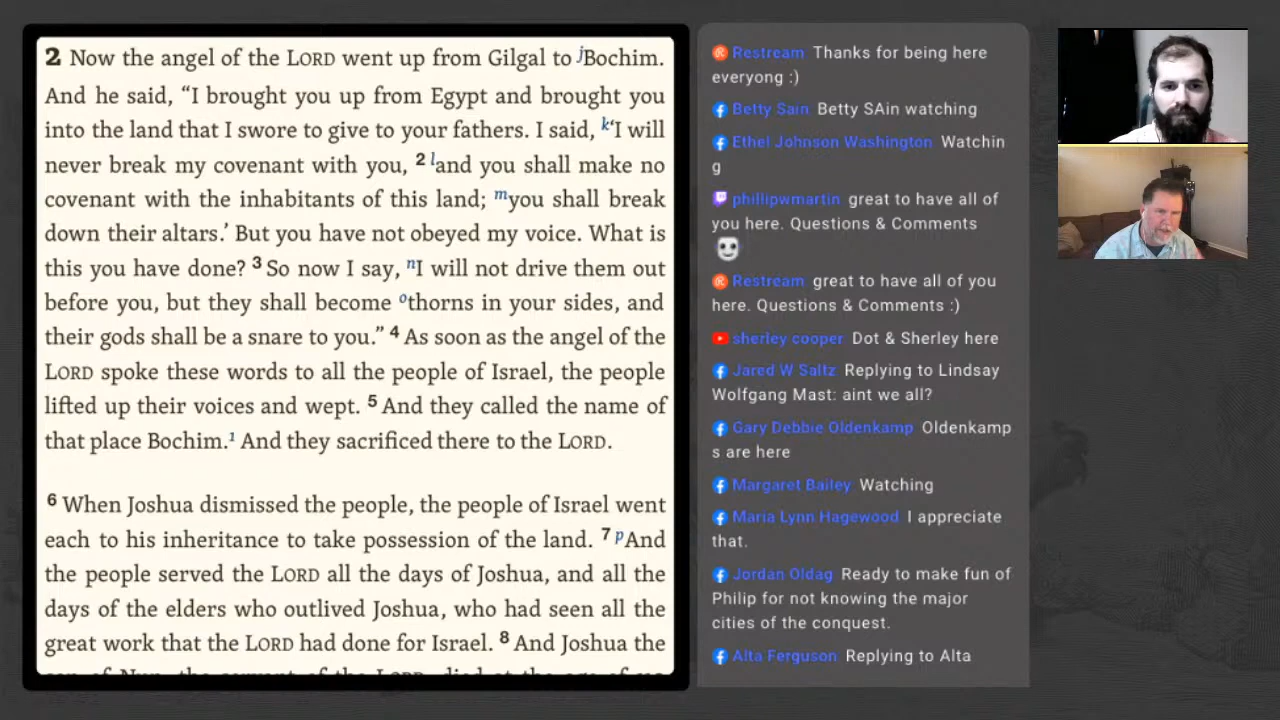 2 Now the angel of the LORD went up from Gilgal to jBochim.
And he said, “I brought you up from Egypt and brought you
into the land that I swore to give to your fathers. I said, k‘I will
never break my covenant with you, 2 land you shall make no
covenant with the inhabitants of this land; myou shall break
down their altars.’ But you have not obeyed my voice. What is
this you have done? 3 So now I say, nI will not drive them out
before you, but they shall become othorns in your sides, and
their gods shall be a snare to you.” 4 As soon as the angel of the
LORD spoke these words to all the people of Israel, the people
lifted up their voices and wept. 5 And they called the name of
that place Bochim.1 And they sacrificed there to the LORD.
6 When Joshua dismissed the people, the people of Israel went
each to his inheritance to take possession of the land. 7 pAnd
the people served the LORD all the days of Joshua, and all the
days of the elders who outlived Joshua, who had seen all the
great work that the LORD had done for Israel. 8 And Joshua the
Restream Thanks for being here
everyong :)
Betty Sain Betty SAin watching
Ethel Johnson Washington Watchin
g
phillipwmartin great to have all of
you here. Questions & Comments
Restream great to have all of you
here. Questions & Comments :)
sherley cooper Dot & Sherley here
Jared W Saltz Replying to Lindsay
Wolfgang Mast: aint we all?
Gary Debbie Oldenkamp Oldenkamp
s are here
Margaret Bailey Watching
Maria Lynn Hagewood I appreciate
that.
Jordan Oldag Ready to make fun of
Philip for not knowing the major
cities of the conquest.
Alta Ferguson Replying to Alta